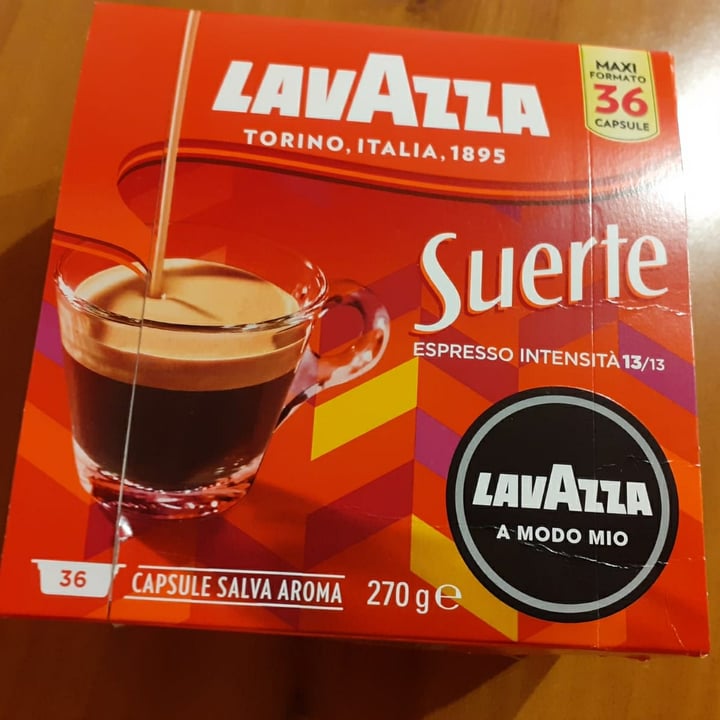 LAVAZZA
TORINO, ITALIA, 1895
MAXI
FORMATO
36
CAPSULE
Suerte
ESPRESSO INTENSITÀ 13/13
LAVAZZA
A MODO MIO
36
CAPSULE SALVA AROMA
270 g ℮